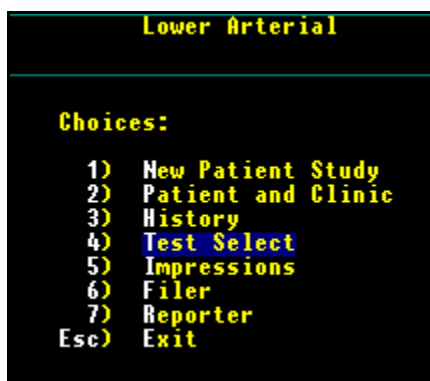 Lower Arterial
Choices:
1) New Patient Study
2) Patient and Clinic
3) History
4) Test Select
5) Impressions
6) Filer
7) Reporter
Esc) Exit